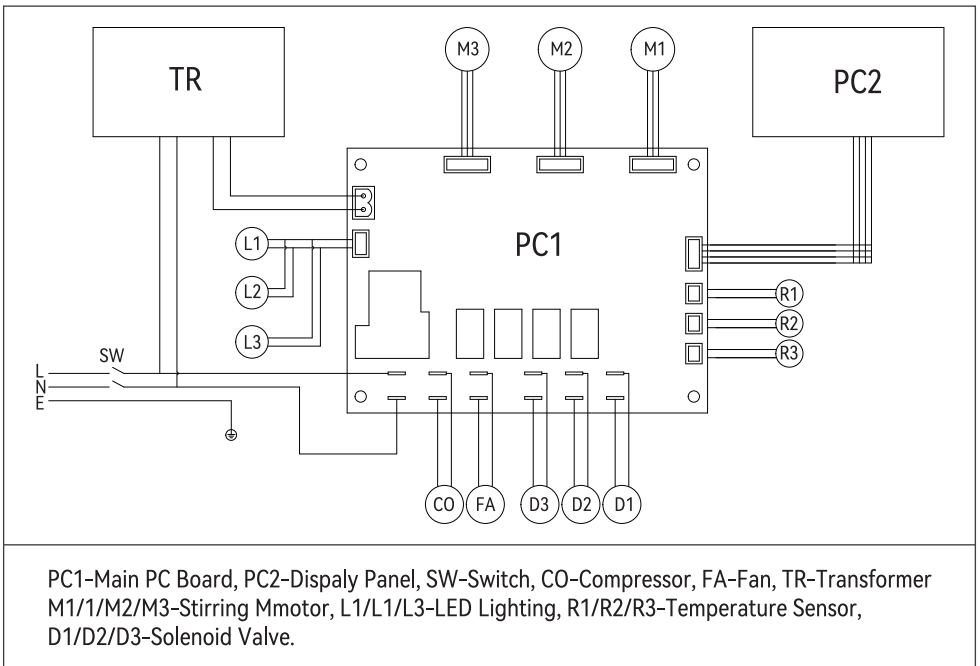 M3
M2
M1
TR
PC2
PC1
L1
L2
L3
R1
R2
R3
SW
L
N
E
CO
FA
D3
D2
D1
PC1-Main PC Board, PC2-Dispaly Panel, SW-Switch, CO-Compressor, FA-Fan, TR-Transformer
M1/1/M2/M3-Stirring Mmotor, L1/L1/L3-LED Lighting, R1/R2/R3-Temperature Sensor,
D1/D2/D3-Solenoid Valve.